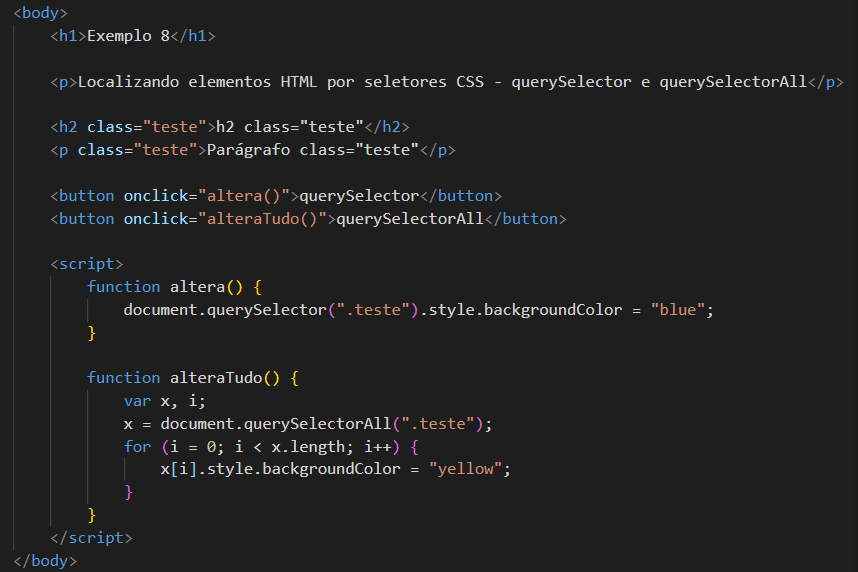 <body>
<h1>Exemplo 8</h1>
<p>Localizando elementos HTML por seletores CSS - querySelector e querySelectorAll</p>
<h2 class="teste">h2 class="teste"</h2>
<p class="teste">Parágrafo class="teste"</p>
<button onclick="altera()">querySelector</button>
<button onclick="alteraTudo()">querySelectorAll</button>
<script>
function altera() {
document.querySelector(".teste").style.backgroundColor = "blue";
}
function alteraTudo() {
var x, i;
x = document.querySelectorAll(".teste");
for (i = 0; i < x.length; i++) {
x[i].style.backgroundColor = "yellow";
}
}
</script>
</body>